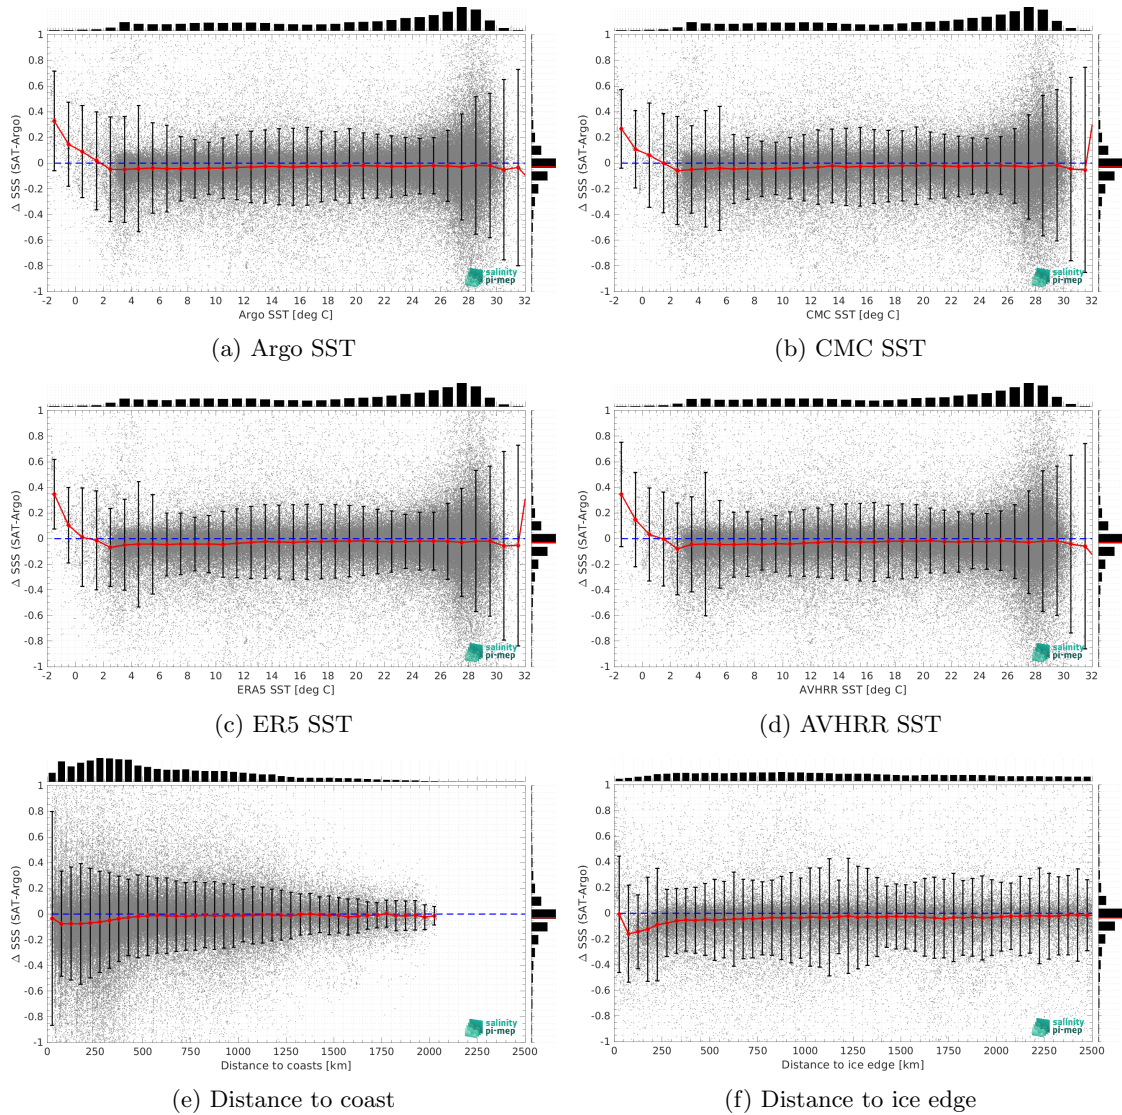 1
0.8
0.6
0.4
0.2
0
-0.2
-0.4
-0.6
-0.8
-1
Δ SSS (SAT-Argo)
salinity
pi-mep
-2 0 2 4 6 8 10 12 14 16 18 20 22 24 26 28 30 32
Argo SST [deg C]
(a) Argo SST
1
0.8
0.6
0.4
0.2
0
-0.2
-0.4
-0.6
-0.8
-1
Δ SSS (SAT-Argo)
salinity
pi-mep
-2 0 2 4 6 8 10 12 14 16 18 20 22 24 26 28 30 32
CMC SST [deg C]
(b) CMC SST
1
0.8
0.6
0.4
0.2
0
-0.2
-0.4
-0.6
-0.8
-1
Δ SSS (SAT-Argo)
salinity
pi-mep
-2 0 2 4 6 8 10 12 14 16 18 20 22 24 26 28 30 32
ERA5 SST [deg C]
(c) ER5 SST
1
0.8
0.6
0.4
0.2
0
-0.2
-0.4
-0.6
-0.8
-1
Δ SSS (SAT-Argo)
salinity
pi-mep
-2 0 2 4 6 8 10 12 14 16 18 20 22 24 26 28 30 32
AVHRR SST [deg C]
(d) AVHRR SST
1
0.8
0.6
0.4
0.2
0
-0.2
-0.4
-0.6
-0.8
-1
Δ SSS (SAT-Argo)
salinity
pi-mep
0 250 500 750 1000 1250 1500 1750 2000 2250 2500
Distance to coasts [km]
(e) Distance to coast
1
0.8
0.6
0.4
0.2
0
-0.2
-0.4
-0.6
-0.8
-1
Δ SSS (SAT-Argo)
salinity
pi-mep
0 250 500 750 1000 1250 1500 1750 2000 2250 2500
Distance to ice edge [km]
(f) Distance to ice edge